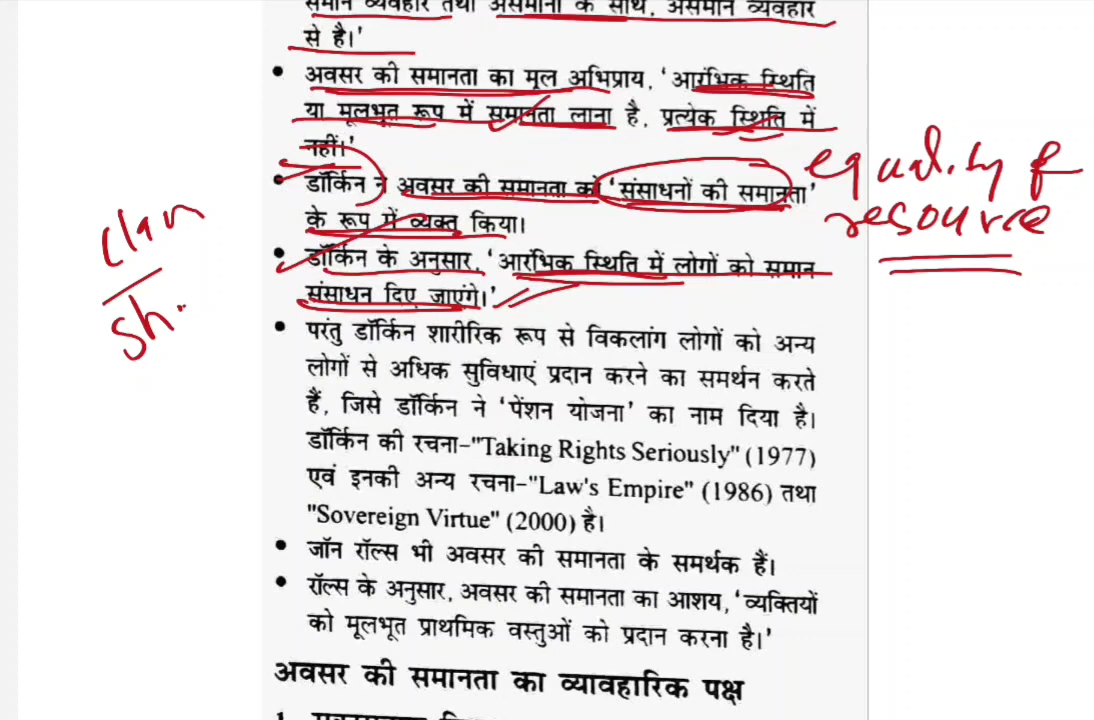 समान व्यवहार तथा असमानों के साथ, असमान व्यवहार
से है।'
• अवसर की समानता का मूल अभिप्राय, 'आरंभिक स्थिति
या मूलभूत रूप में समानता लाना है, प्रत्येक स्थिति में
नहीं।'
• डॉर्किन ने अवसर की समानता को 'संसाधनों की समानता'
के रूप में व्यक्त किया।
• डॉर्किन के अनुसार, 'आरंभिक स्थिति में लोगों को समान
संसाधन दिए जाएंगे।'
• परंतु डॉर्किन शारीरिक रूप से विकलांग लोगों को अन्य
लोगों से अधिक सुविधाएं प्रदान करने का समर्थन करते
हैं, जिसे डॉर्किन ने 'पेंशन योजना' का नाम दिया है।
डॉर्किन की रचना-"Taking Rights Seriously" (1977)
एवं इनकी अन्य रचना-"Law's Empire" (1986) तथा
"Sovereign Virtue" (2000) है।
• जॉन रॉल्स भी अवसर की समानता के समर्थक हैं।
• रॉल्स के अनुसार, अवसर की समानता का आशय, 'व्यक्तियों
को मूलभूत प्राथमिक वस्तुओं को प्रदान करना है।'
अवसर की समानता का व्यावहारिक पक्ष
equality of
resource
sh.